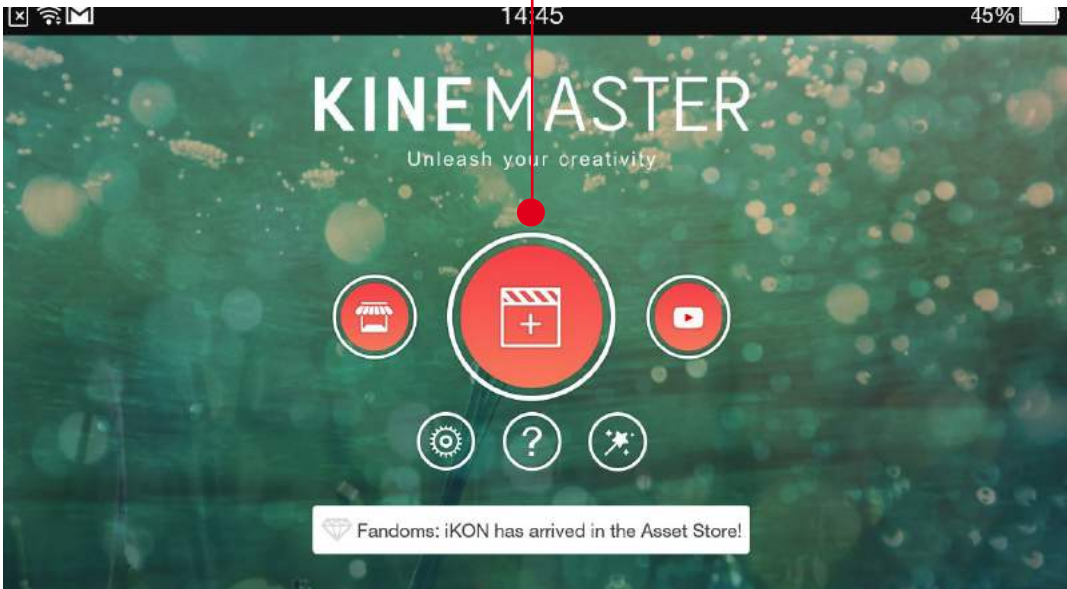 14:45
45%
KINEMASTER
Unleash your creativity
?
Fandoms: iKON has arrived in the Asset Store!